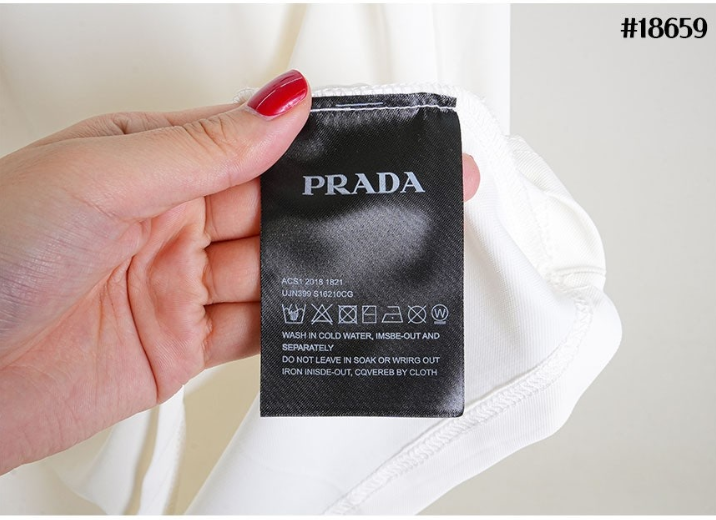 #18659
PRADA
ACS1 2018 1821
UJN399 S16210CG
W
WASH IN COLD WATER, IMSBE-OUT AND
SEPARATELY
DO NOT LEAVE IN SOAK OR WRIRG OUT
IRON INISDE-OUT, CQVEREB BY CLOTH